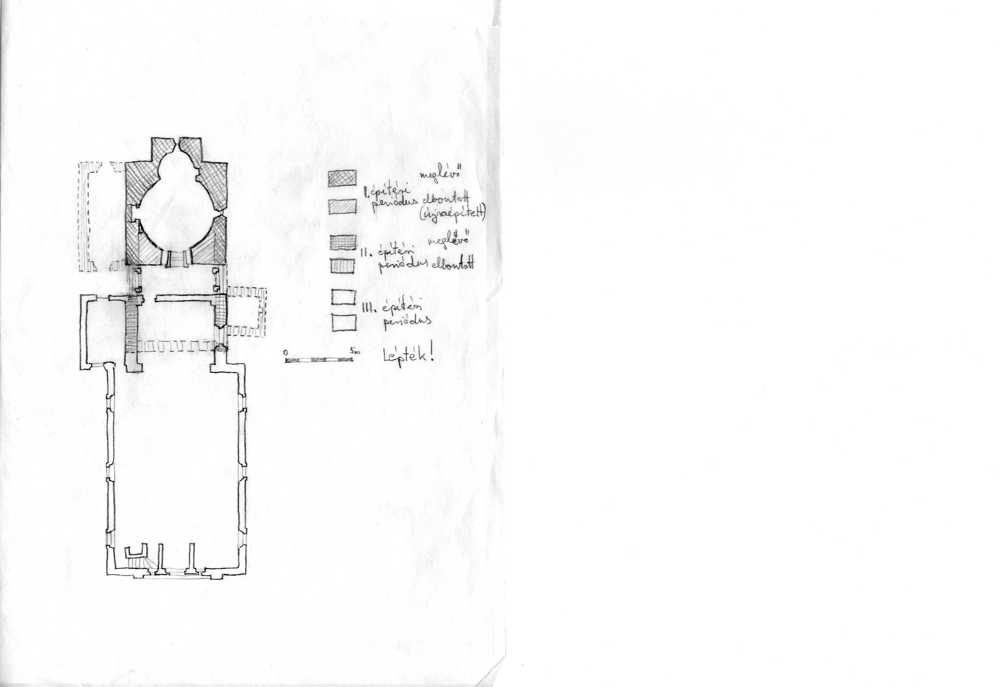 meglévő
I. építési
periódus elbontott
(újraépített)
meglévő
II. építési
periódus elbontott
III. építési
periódus
0 5m Lépték!